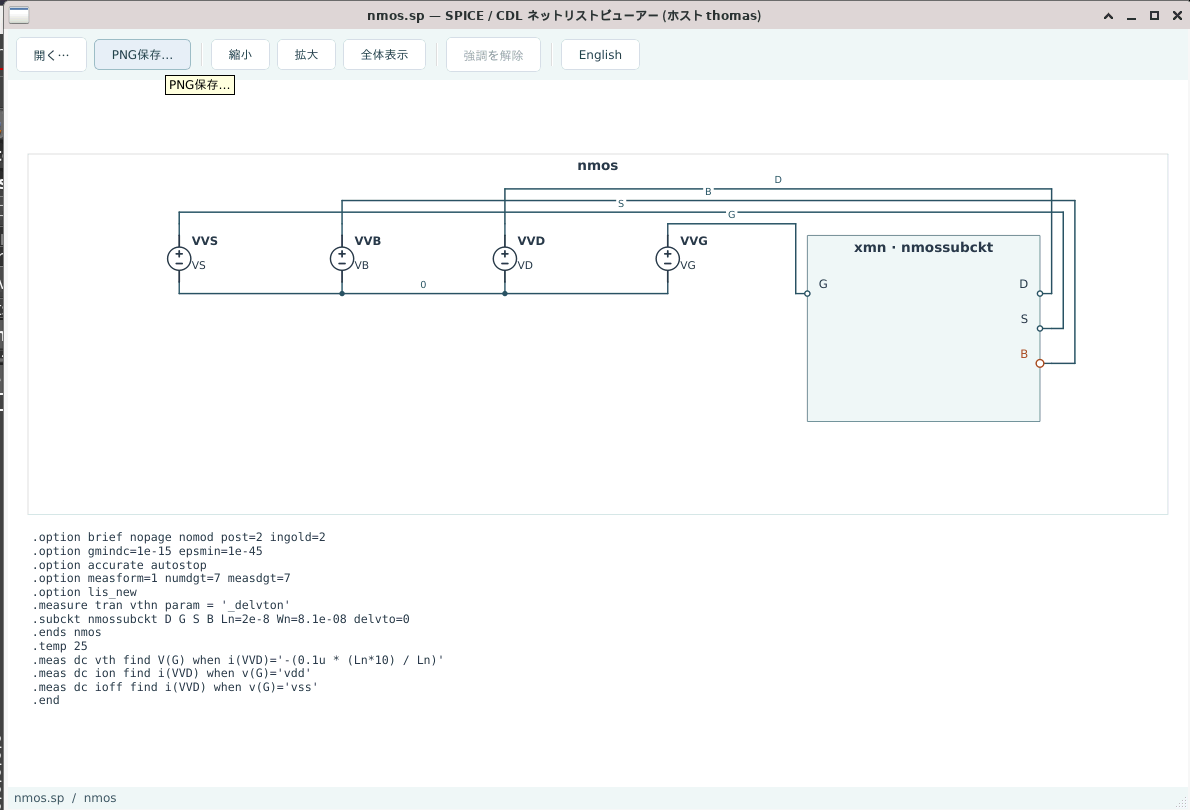 nmos.sp — SPICE / CDL ネットリストビューアー (ホスト thomas)
開く…
PNG保存…
縮小
拡大
全体表示
強調を解除
English
PNG保存…
nmos
D
B
S
G
VVS
VVB
VVD
VVG
VS
VB
VD
VG
0
xmn · nmossubckt
G
D
S
B
.option brief nopage nomod post=2 ingold=2
.option gmindc=1e-15 epsmin=1e-45
.option accurate autostop
.option measform=1 numdgt=7 measdgt=7
.option lis_new
.measure tran vthn param = '_delvton'
.subckt nmossubckt D G S B Ln=2e-8 Wn=8.1e-08 delvto=0
.ends nmos
.temp 25
.meas dc vth find V(G) when i(VVD)='-(0.1u * (Ln*10) / Ln)'
.meas dc ion find i(VVD) when v(G)='vdd'
.meas dc ioff find i(VVD) when v(G)='vss'
.end
nmos.sp / nmos